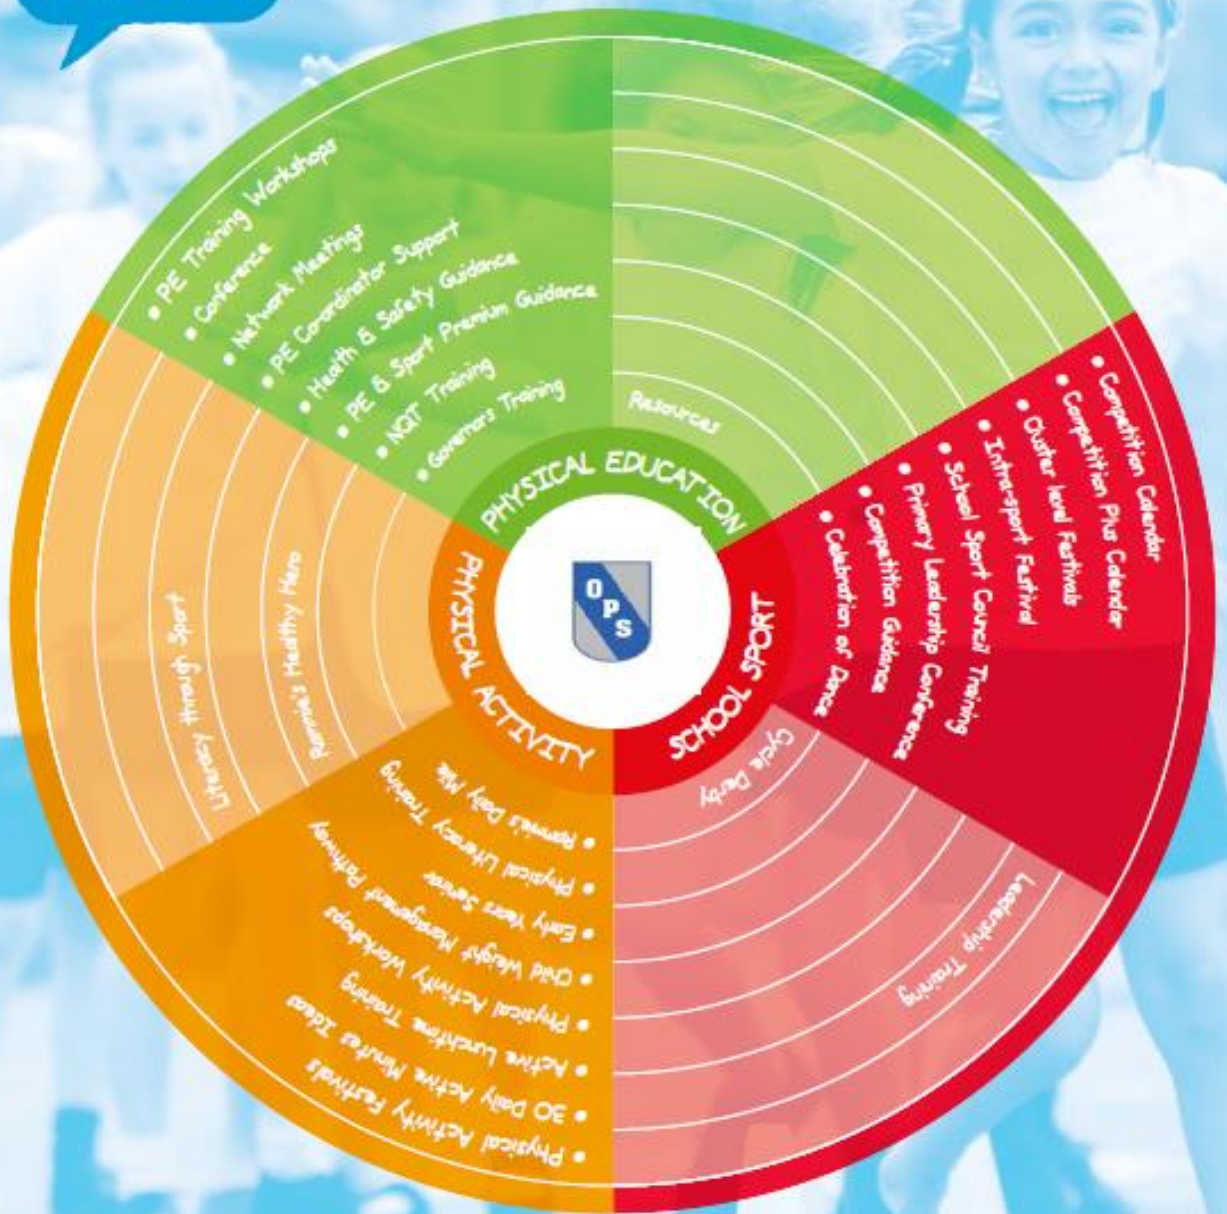 PHYSICAL EDUCATION
• PE Training Workshops
• Conference
• Network Meetings
• PE Co-ordinator Support
• Health & Safety Guidance
• PE & Sport Premium Guidance
• NQT Training
• Governors Training
Resources
SCHOOL SPORT
• Competition Calendar
• Competition Plus Calendar
• Cluster level Festivals
• Intra-sport Festival
• School Sport Council Training
• Primary Leadership Conference
• Competition Guidance
• Celebration of Dance
Cycle Derby
Leadership Training
PHYSICAL ACTIVITY
• Rammie's Daily Mile
• Physical Literacy Training
• Early Years Seminar
• Child Weight Management Pathway
• Physical Activity Workshops
• Active Lunchtime Training
• 30 Daily Active Minutes Ideas
• Physical Activity Festivals
Literacy through Sport
Rammie's Healthy Hero
OPS